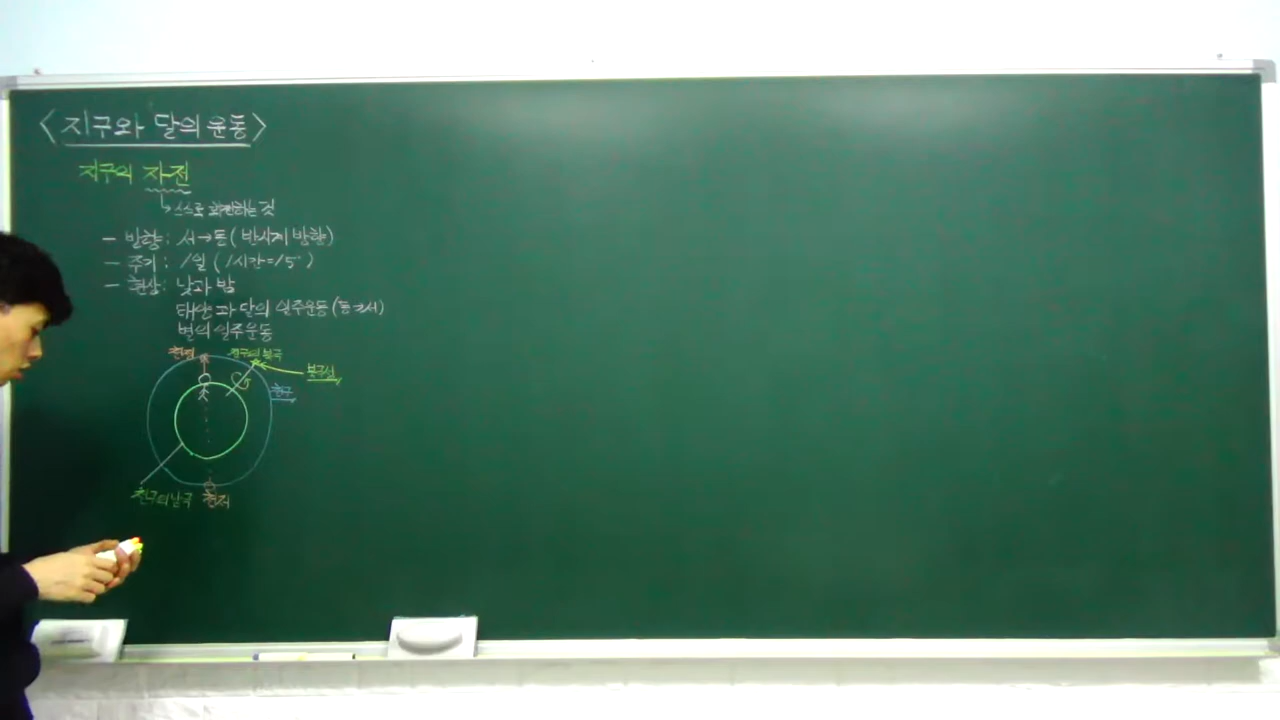 <지구와 달의 운동>
지구의 자전
↳ 스스로 회전하는 것
- 방향: 서→동(반시계 방향)
- 주기: 1일 (1시간=15°)
- 현상: 낮과 밤
태양과 달의 일주운동(동→서)
별의 일주운동
천정 천구의 북극
북극성
천구
천구의 남극 천저